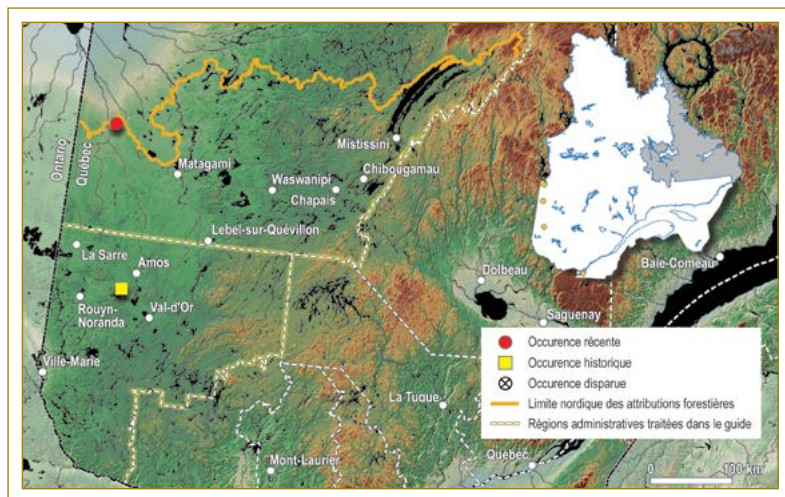 Ontario
Québec
Matagami
Mistissini
Waswanipi
Chibougamau
Chapais
Lebel-sur-Quévillon
La Sarre
Amos
Rouyn-
Noranda
Val-d'Or
Ville-Marie
Dolbeau
Baie-Comeau
Saguenay
La Tuque
Mont-Laurier
Québec
Occurence récente
Occurence historique
Occurence disparue
Limite nordique des attributions forestières
Régions administratives traitées dans le guide
0 100 km